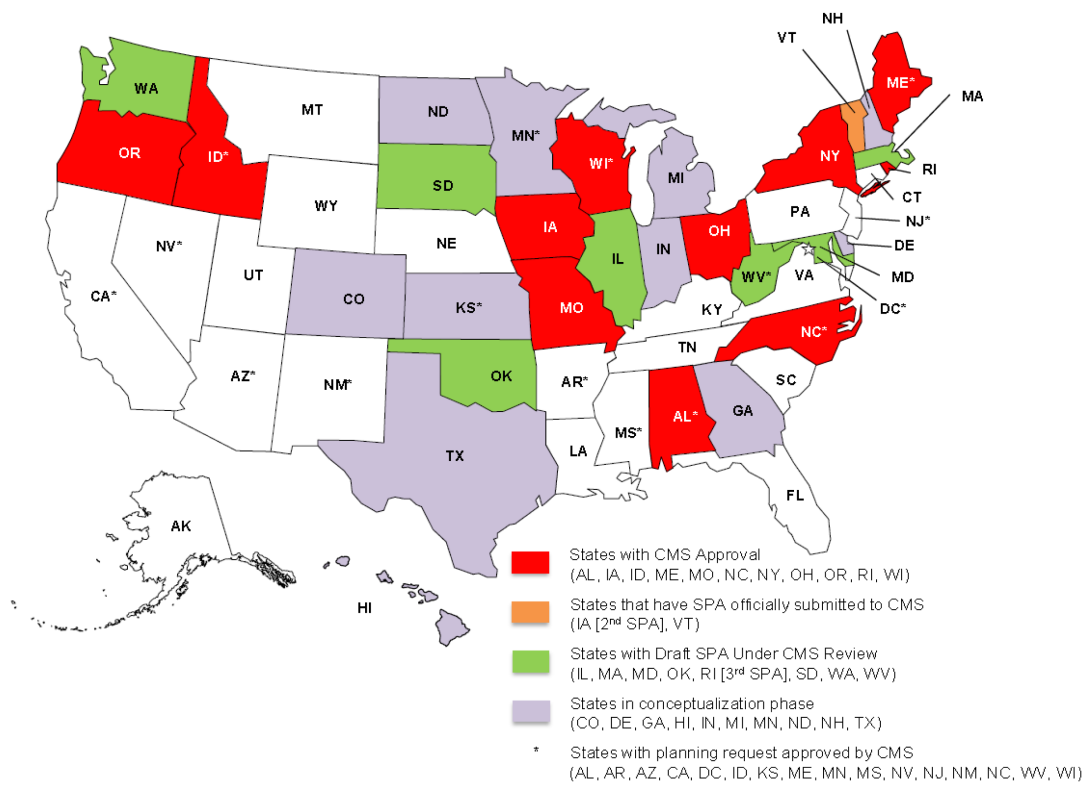 NH
VT
WA
ME*
MT
ND
MA
MN*
OR
ID*
WI*
NY
RI
SD
MI
CT
WY
PA
NJ*
IA
OH
NV*
NE
DE
IL
IN
UT
WV*
VA
MD
CA*
CO
KS*
MO
KY
DC*
NC*
TN
AZ*
NM*
OK
AR*
SC
AL*
GA
MS*
TX
LA
FL
AK
HI
States with CMS Approval
(AL, IA, ID, ME, MO, NC, NY, OH, OR, RI, WI)
States that have SPA officially submitted to CMS
(IA [2nd SPA], VT)
States with Draft SPA Under CMS Review
(IL, MA, MD, OK, RI [3rd SPA], SD, WA, WV)
States in conceptualization phase
(CO, DE, GA, HI, IN, MI, MN, ND, NH, TX)
* States with planning request approved by CMS
(AL, AR, AZ, CA, DC, ID, KS, ME, MN, MS, NV, NJ, NM, NC, WV, WI)